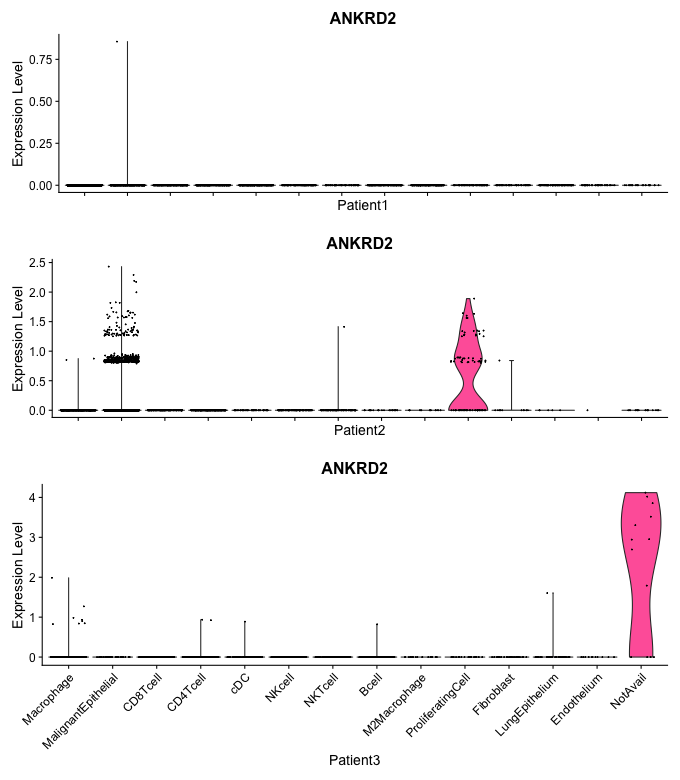 ANKRD2
Expression Level
0.75
0.50
0.25
0.00
Patient1
ANKRD2
Expression Level
2.5
2.0
1.5
1.0
0.5
0.0
Patient2
ANKRD2
Expression Level
4
3
2
1
0
Macrophage
MalignantEpithelial
CD8Tcell
CD4Tcell
cDC
NKcell
NKTcell
Bcell
M2Macrophage
ProliferatingCell
Fibroblast
LungEpithelium
Endothelium
NotAvail
Patient3